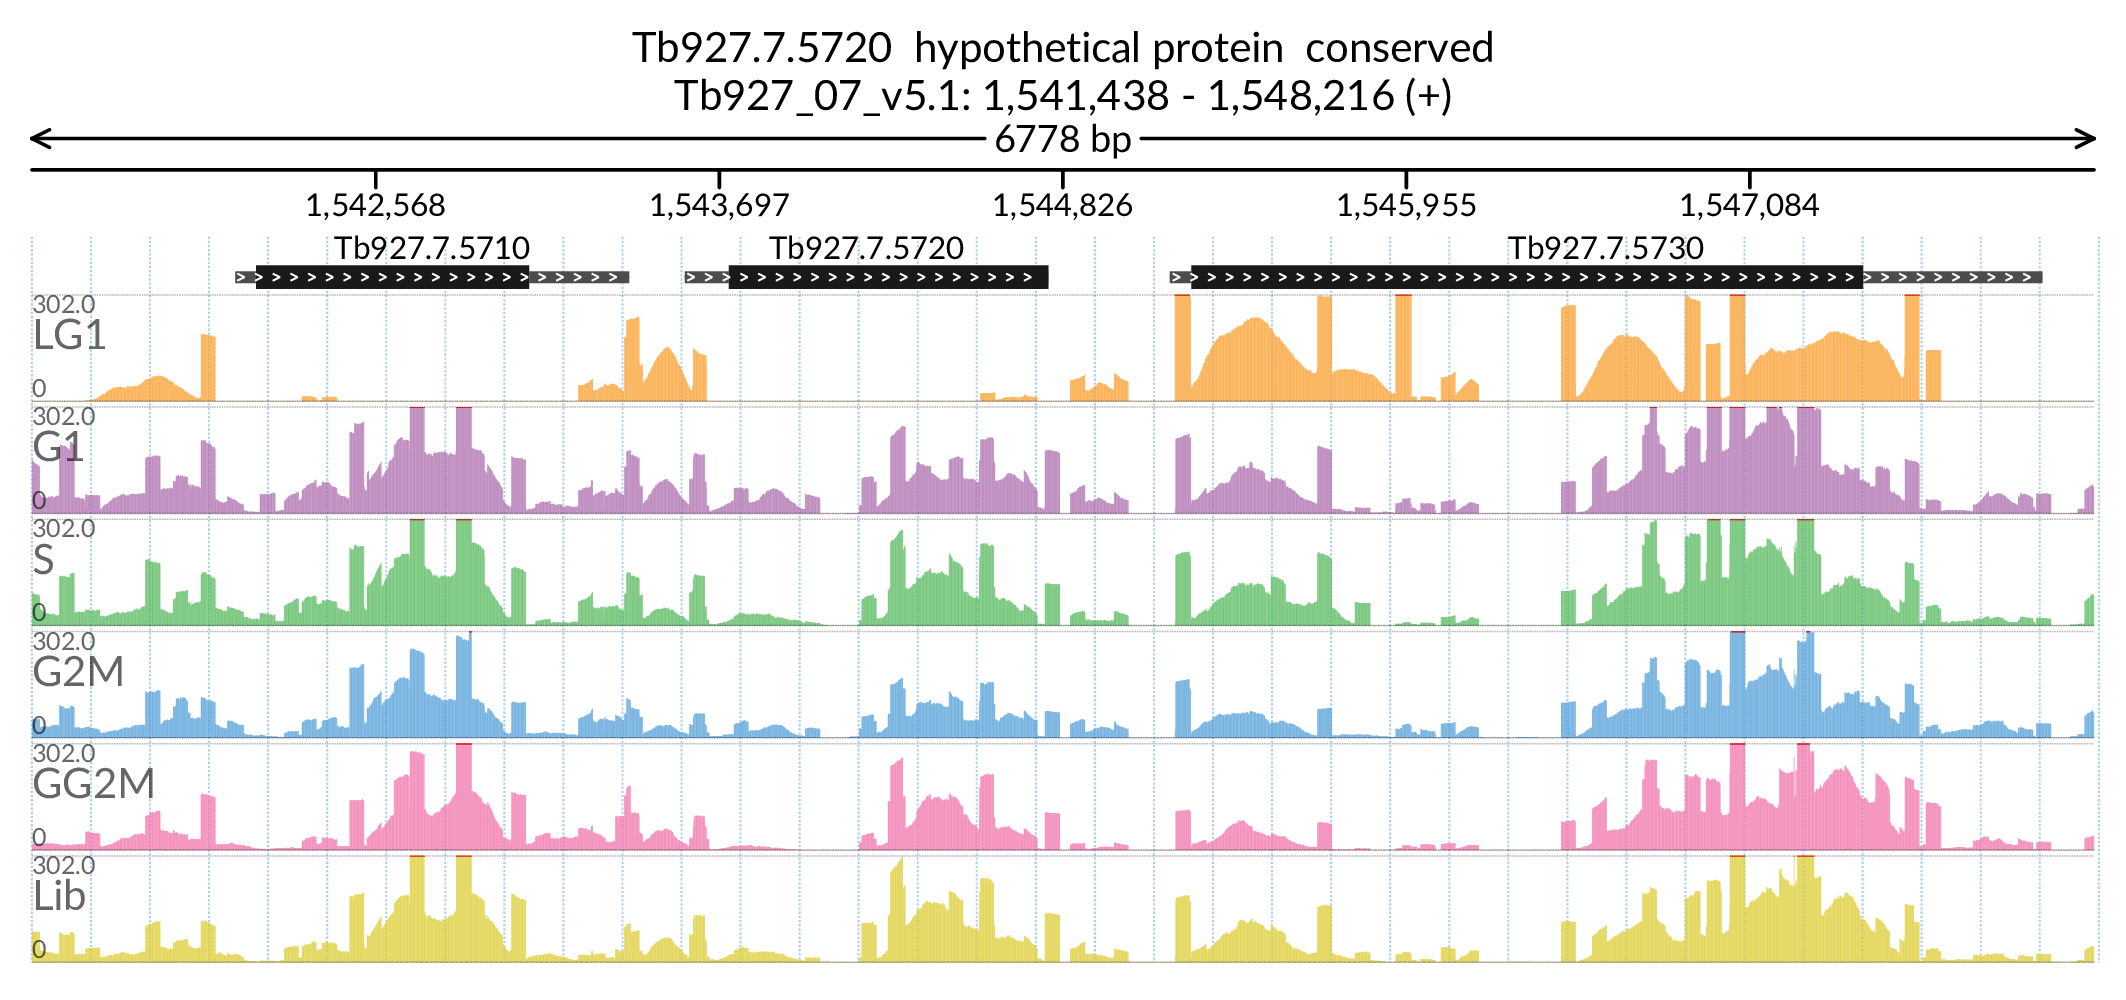 Tb927.7.5720 hypothetical protein conserved
Tb927_07_v5.1: 1,541,438 - 1,548,216 (+)
6778 bp
1,542,568 1,543,697 1,544,826 1,545,955 1,547,084
Tb927.7.5710 Tb927.7.5720 Tb927.7.5730
302.0
LG1
0
302.0
G1
0
302.0
S
0
302.0
G2M
0
302.0
GG2M
0
302.0
Lib
0